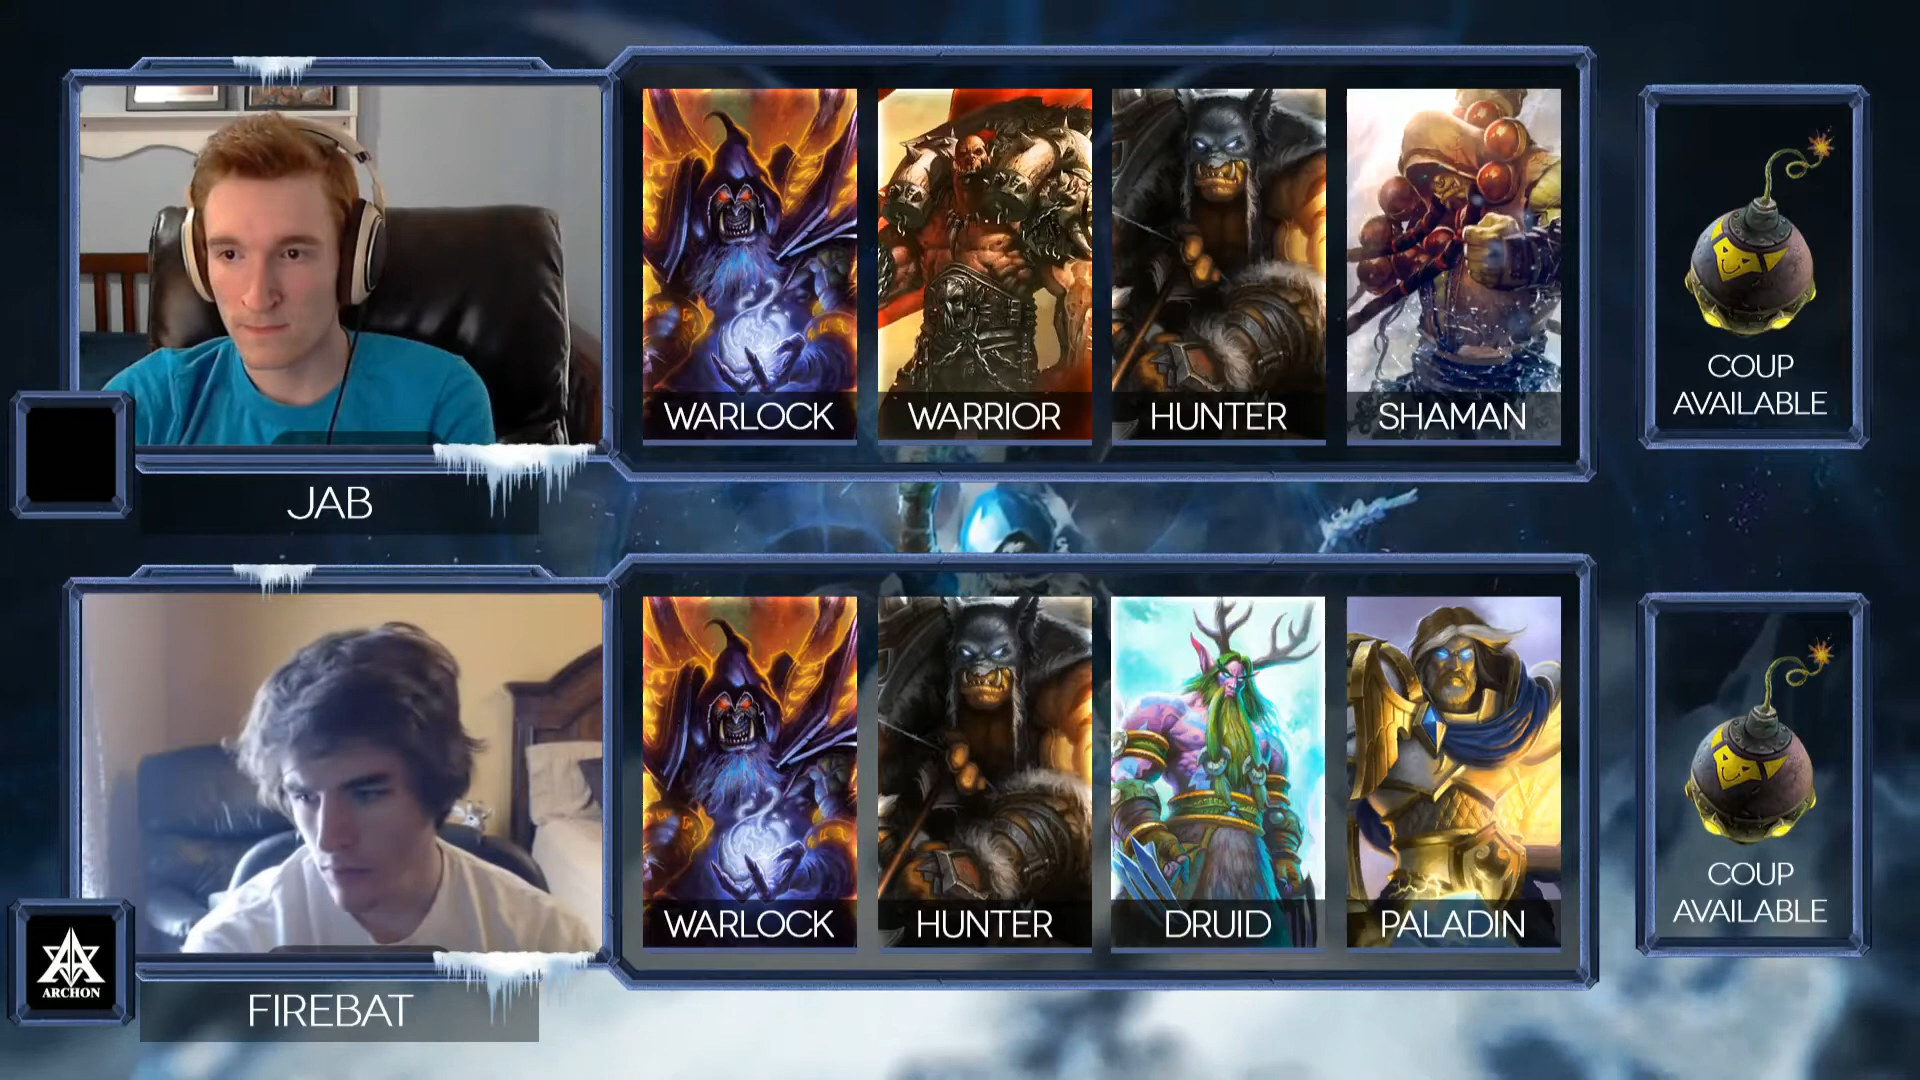 WARLOCK
WARRIOR
HUNTER
SHAMAN
COUP
AVAILABLE
JAB
WARLOCK
HUNTER
DRUID
PALADIN
COUP
AVAILABLE
ARCHON
FIREBAT